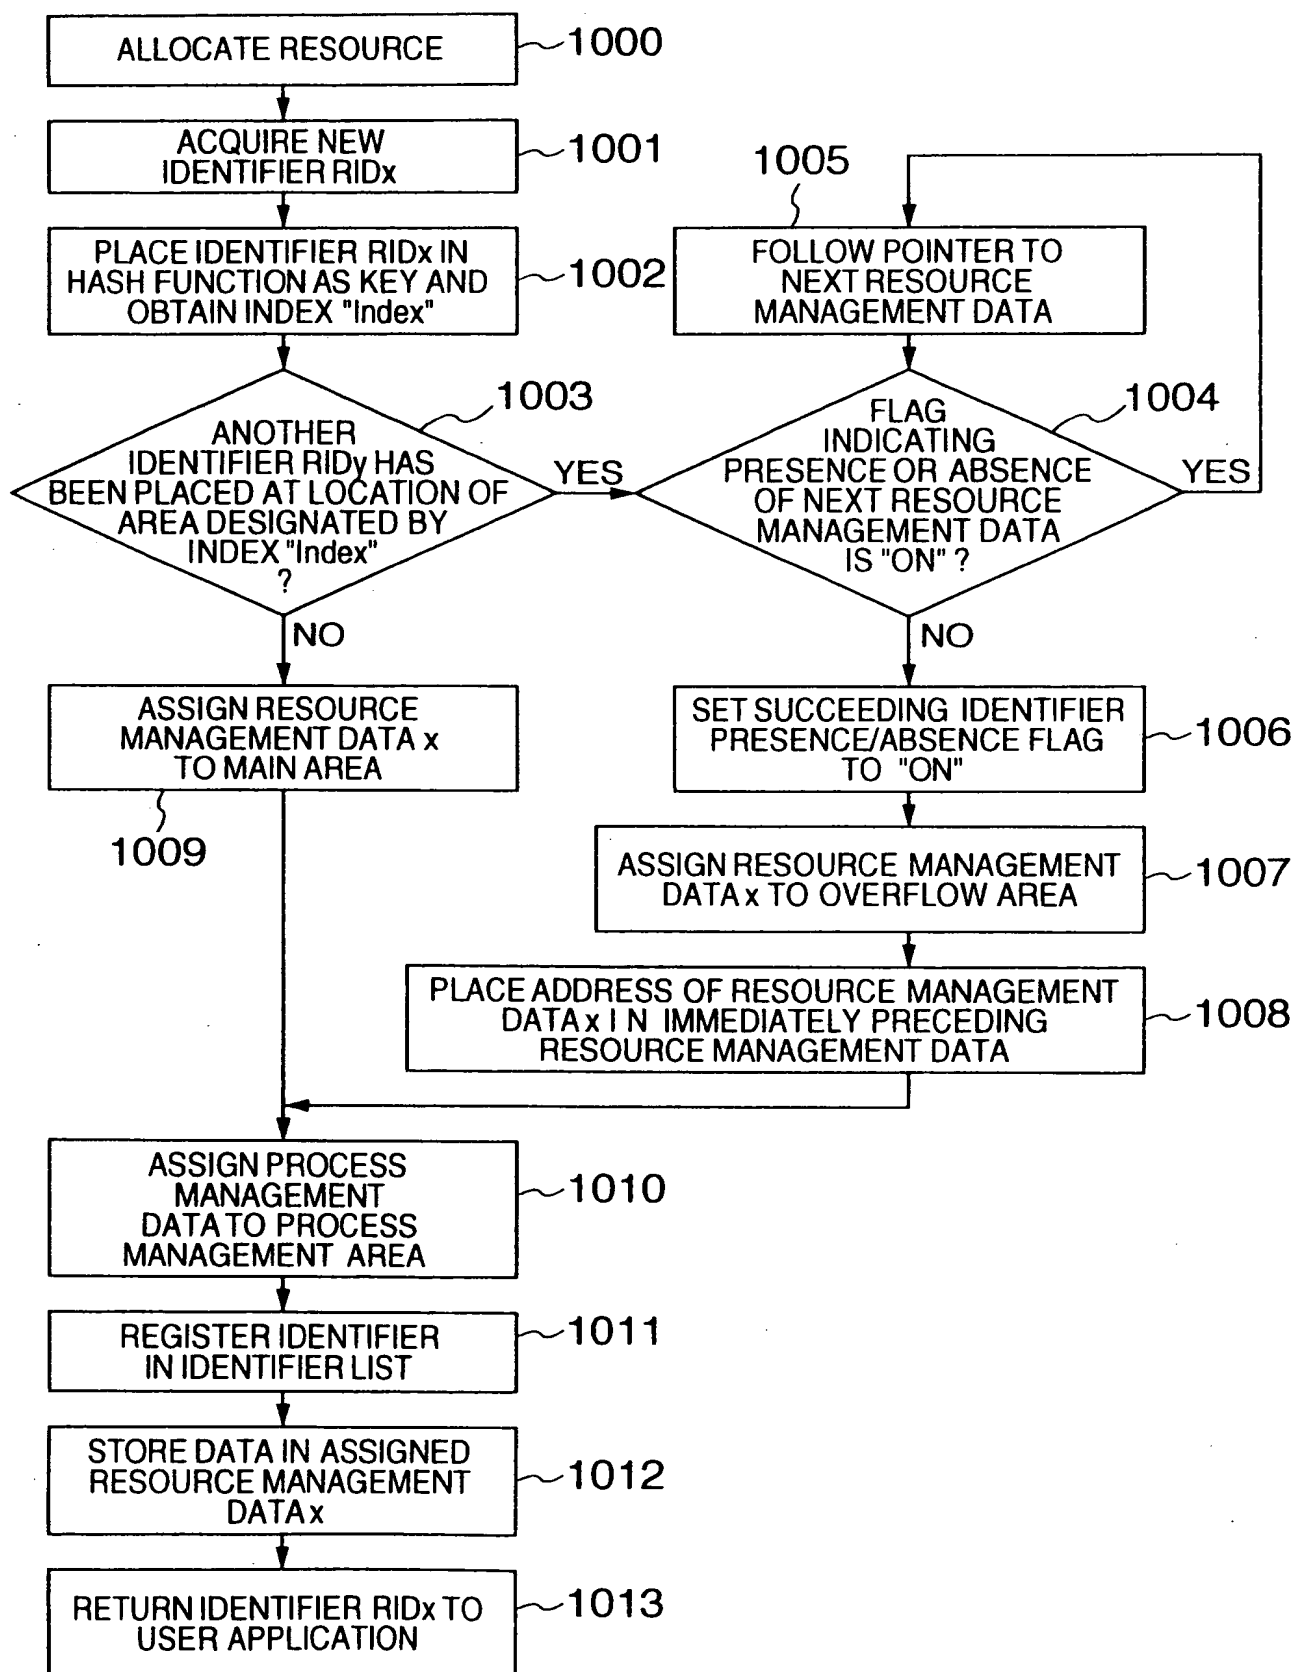 ALLOCATE RESOURCE
1000
ACQUIRE NEW
IDENTIFIER RIDx
1001
PLACE IDENTIFIER RIDx IN
HASH FUNCTION AS KEY AND
OBTAIN INDEX "Index"
1002
1003
ANOTHER
IDENTIFIER RIDy HAS
BEEN PLACED AT LOCATION OF
AREA DESIGNATED BY
INDEX "Index"
?
YES
NO
1005
FOLLOW POINTER TO
NEXT RESOURCE
MANAGEMENT DATA
1004
FLAG
INDICATING
PRESENCE OR ABSENCE
OF NEXT RESOURCE
MANAGEMENT DATA
IS "ON" ?
YES
NO
ASSIGN RESOURCE
MANAGEMENT DATA x
TO MAIN AREA
1009
SET SUCCEEDING IDENTIFIER
PRESENCE/ABSENCE FLAG
TO "ON"
1006
ASSIGN RESOURCE MANAGEMENT
DATA x TO OVERFLOW AREA
1007
PLACE ADDRESS OF RESOURCE MANAGEMENT
DATA x I N IMMEDIATELY PRECEDING
RESOURCE MANAGEMENT DATA
1008
ASSIGN PROCESS
MANAGEMENT
DATA TO PROCESS
MANAGEMENT AREA
1010
REGISTER IDENTIFIER
IN IDENTIFIER LIST
1011
STORE DATA IN ASSIGNED
RESOURCE MANAGEMENT
DATA x
1012
RETURN IDENTIFIER RIDx TO
USER APPLICATION
1013